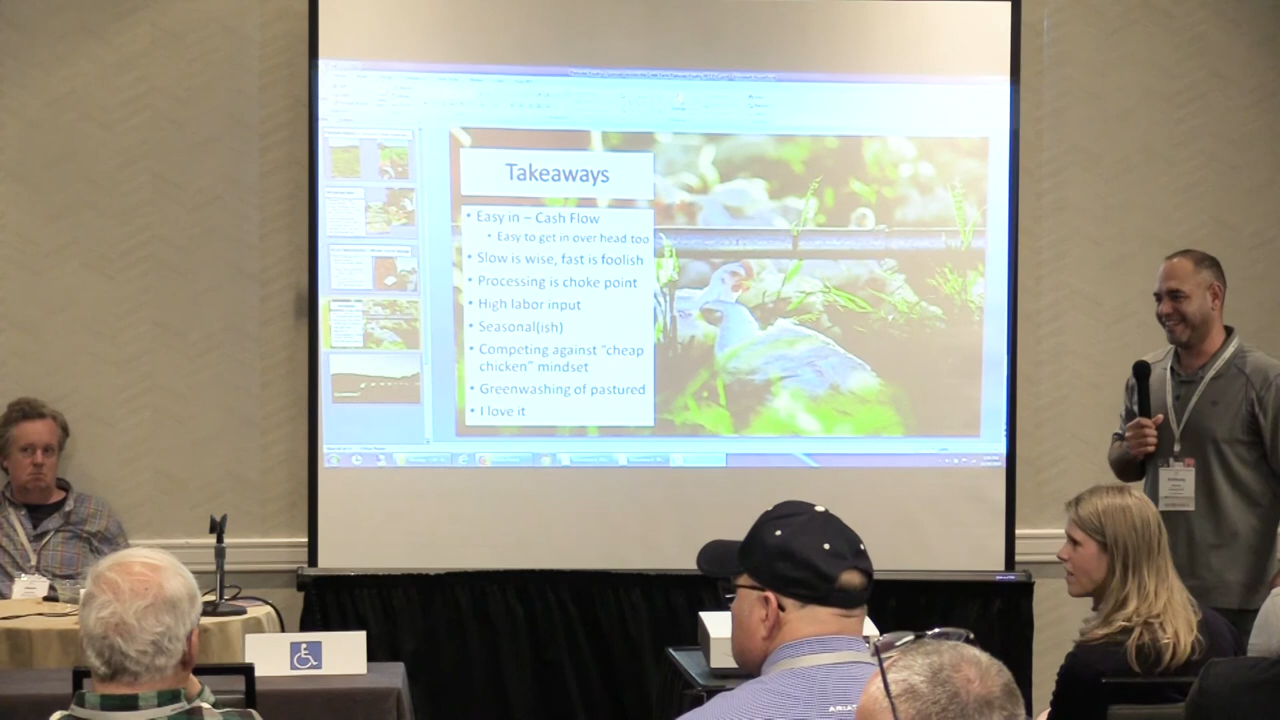 Takeaways
• Easy in – Cash Flow
• Easy to get in over head too
• Slow is wise, fast is foolish
• Processing is choke point
• High labor input
• Seasonal(ish)
• Competing against "cheap
chicken" mindset
• Greenwashing of pastured
• I love it
ARIAT